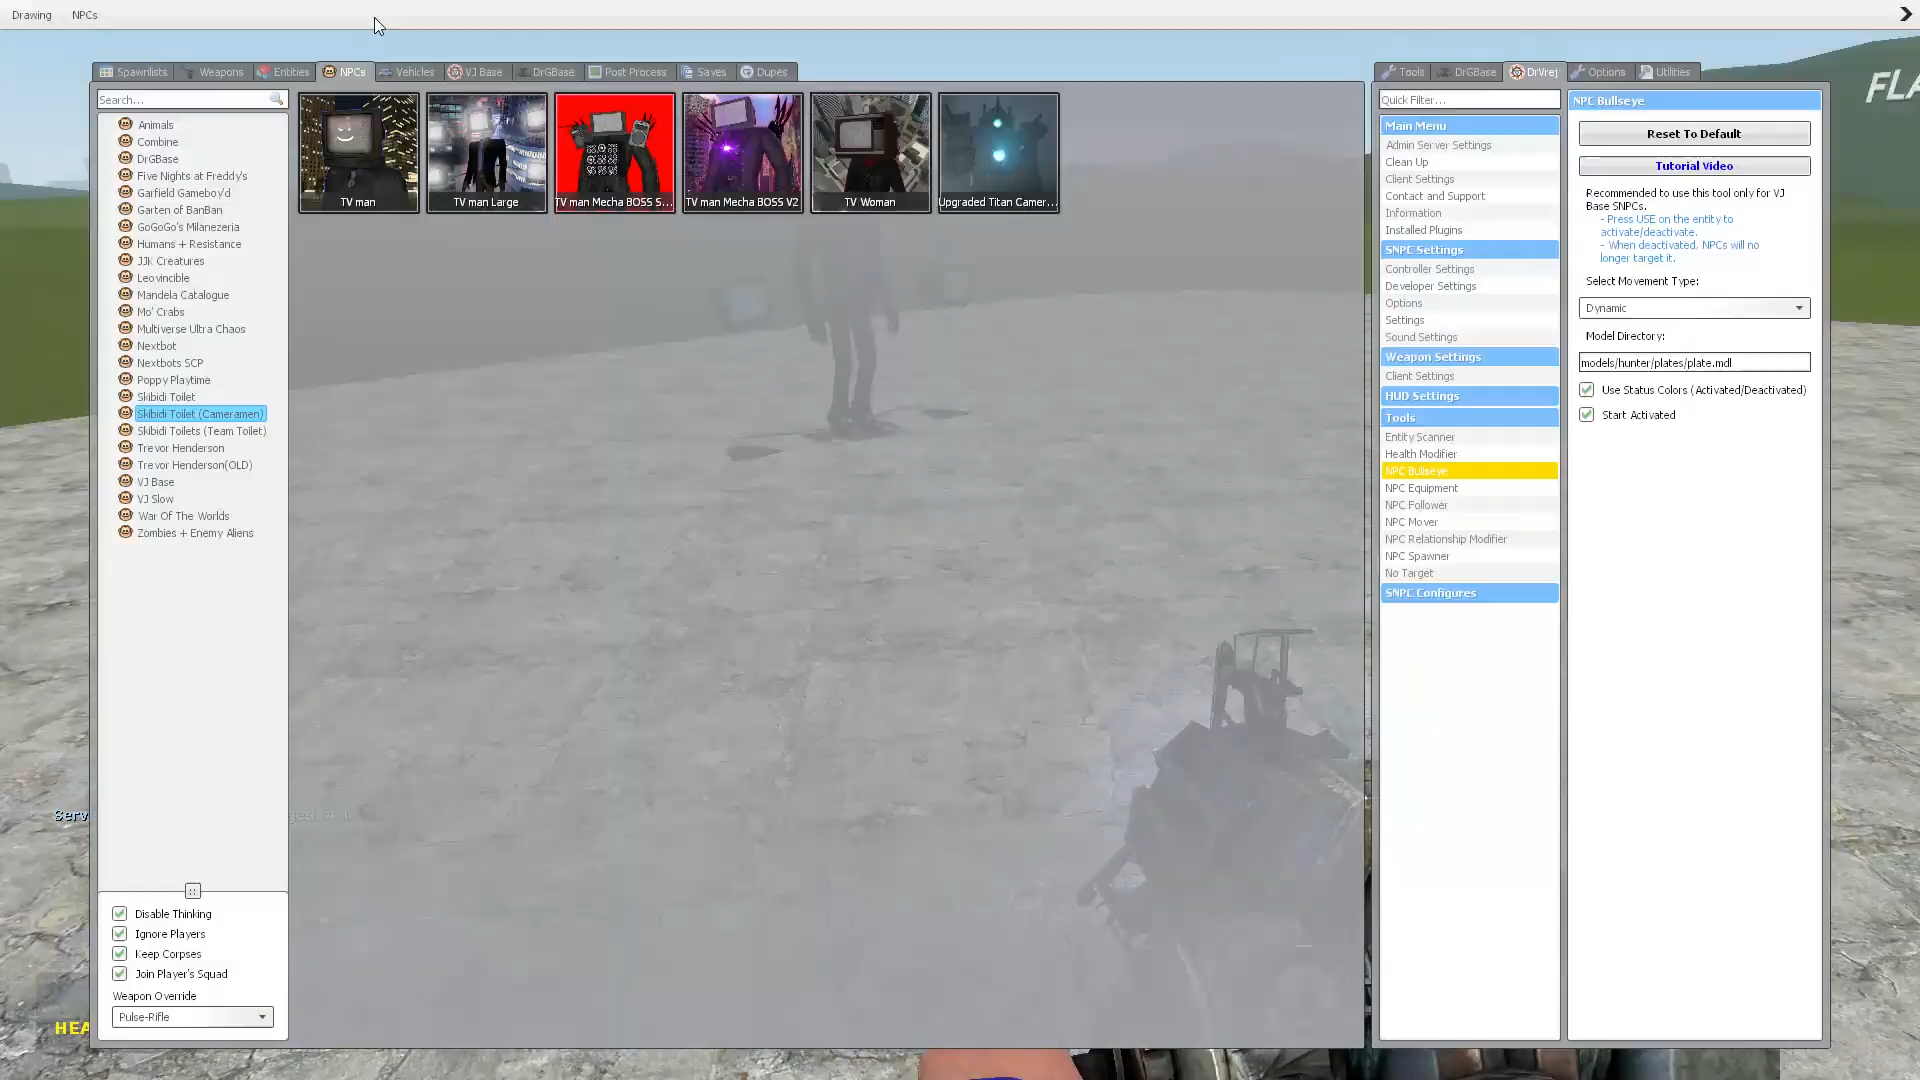 Drawing NPCs
Spawnlists Weapons Entities NPCs Vehicles VJ Base DrGBase Post Process Saves Dupes
Search...
Animals
Combine
DrGBase
Five Nights at Freddy's
Garfield Gameboy'd
Garten of BanBan
GoGoGo's Milanezeria
Humans + Resistance
JJK Creatures
Leovincible
Mandela Catalogue
Mo' Crabs
Multiverse Ultra Chaos
Nextbot
Nextbots SCP
Poppy Playtime
Skibidi Toilet
Skibidi Toilet (Cameramen)
Skibidi Toilets (Team Toilet)
Trevor Henderson
Trevor Henderson(OLD)
VJ Base
VJ Slow
War Of The Worlds
Zombies + Enemy Aliens
Disable Thinking
Ignore Players
Keep Corpses
Join Player's Squad
Weapon Override
Pulse-Rifle
TV man
TV man Large
TV man Mecha BOSS S...
TV man Mecha BOSS V2
TV Woman
Upgraded Titan Camer...
Tools DrGBase DrVrej Options Utilities
Quick Filter...
Main Menu
Admin Server Settings
Clean Up
Client Settings
Contact and Support
Information
Installed Plugins
SNPC Settings
Controller Settings
Developer Settings
Options
Settings
Sound Settings
Weapon Settings
Client Settings
HUD Settings
Tools
Entity Scanner
Health Modifier
NPC Bullseye
NPC Equipment
NPC Follower
NPC Mover
NPC Relationship Modifier
NPC Spawner
No Target
SNPC Configures
NPC Bullseye
Reset To Default
Tutorial Video
Recommended to use this tool only for VJ
Base SNPCs.
- Press USE on the entity to
activate/deactivate.
- When deactivated, NPCs will no
longer target it.
Select Movement Type:
Dynamic
Model Directory:
models/hunter/plates/plate.mdl
Use Status Colors (Activated/Deactivated)
Start Activated
FLA
Serv
HEA